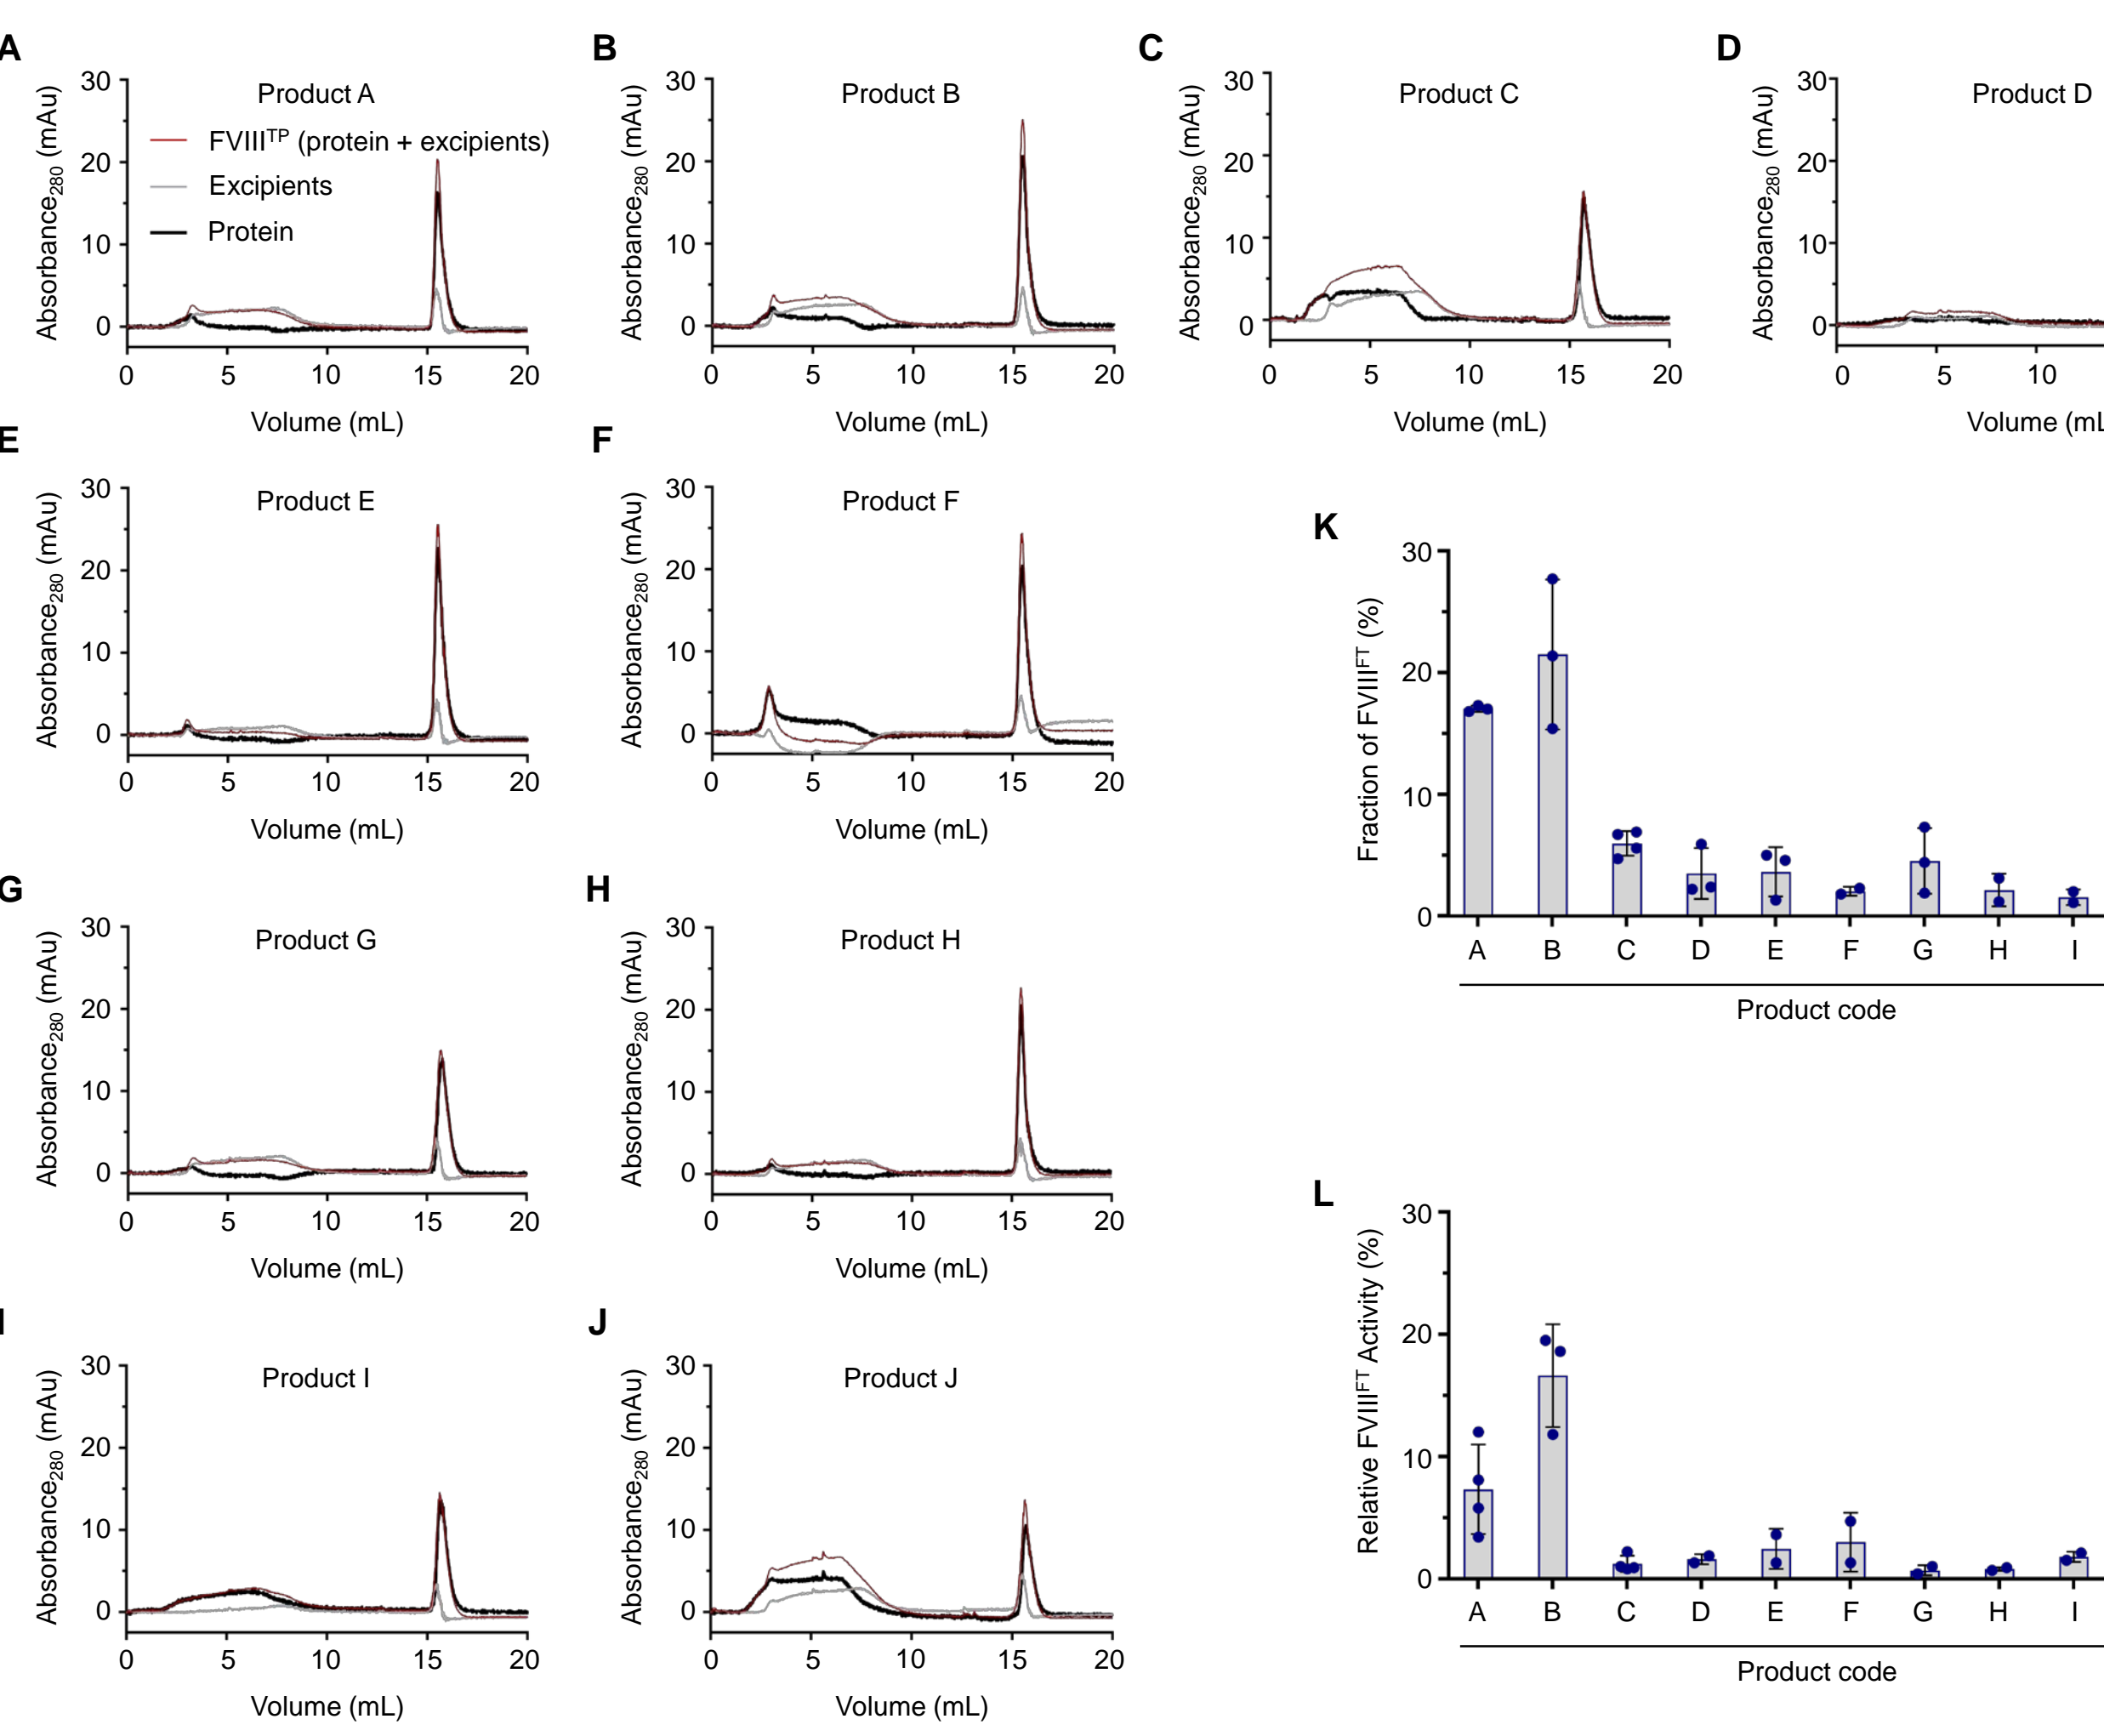 A
Product A
Absorbance280 (mAu)
30
20
10
0
FVIIITP (protein + excipients)
Excipients
Protein
0 5 10 15 20
Volume (mL)
B
Product B
Absorbance280 (mAu)
30
20
10
0
0 5 10 15 20
Volume (mL)
C
Product C
Absorbance280 (mAu)
30
20
10
0
0 5 10 15 20
Volume (mL)
D
Product D
Absorbance280 (mAu)
30
20
10
0
0 5 10
Volume (mL
E
Product E
Absorbance280 (mAu)
30
20
10
0
0 5 10 15 20
Volume (mL)
F
Product F
Absorbance280 (mAu)
30
20
10
0
0 5 10 15 20
Volume (mL)
G
Product G
Absorbance280 (mAu)
30
20
10
0
0 5 10 15 20
Volume (mL)
H
Product H
Absorbance280 (mAu)
30
20
10
0
0 5 10 15 20
Volume (mL)
I
Product I
Absorbance280 (mAu)
30
20
10
0
0 5 10 15 20
Volume (mL)
J
Product J
Absorbance280 (mAu)
30
20
10
0
0 5 10 15 20
Volume (mL)
K
Fraction of FVIIIFT (%)
30
20
10
0
A B C D E F G H I
Product code
L
Relative FVIIIFT Activity (%)
30
20
10
0
A B C D E F G H I
Product code